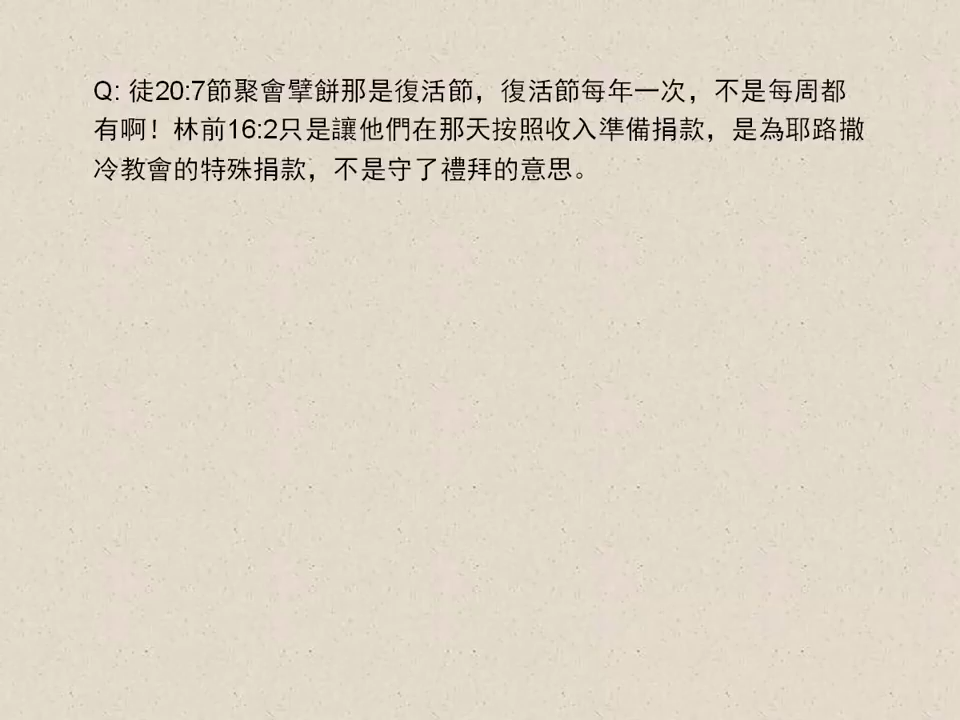 Q: 徒20:7節聚會擘餅那是復活節，復活節每年一次，不是每周都
有啊！林前16:2只是讓他們在那天按照收入準備捐款，是為耶路撒
冷教會的特殊捐款，不是守了禮拜的意思。